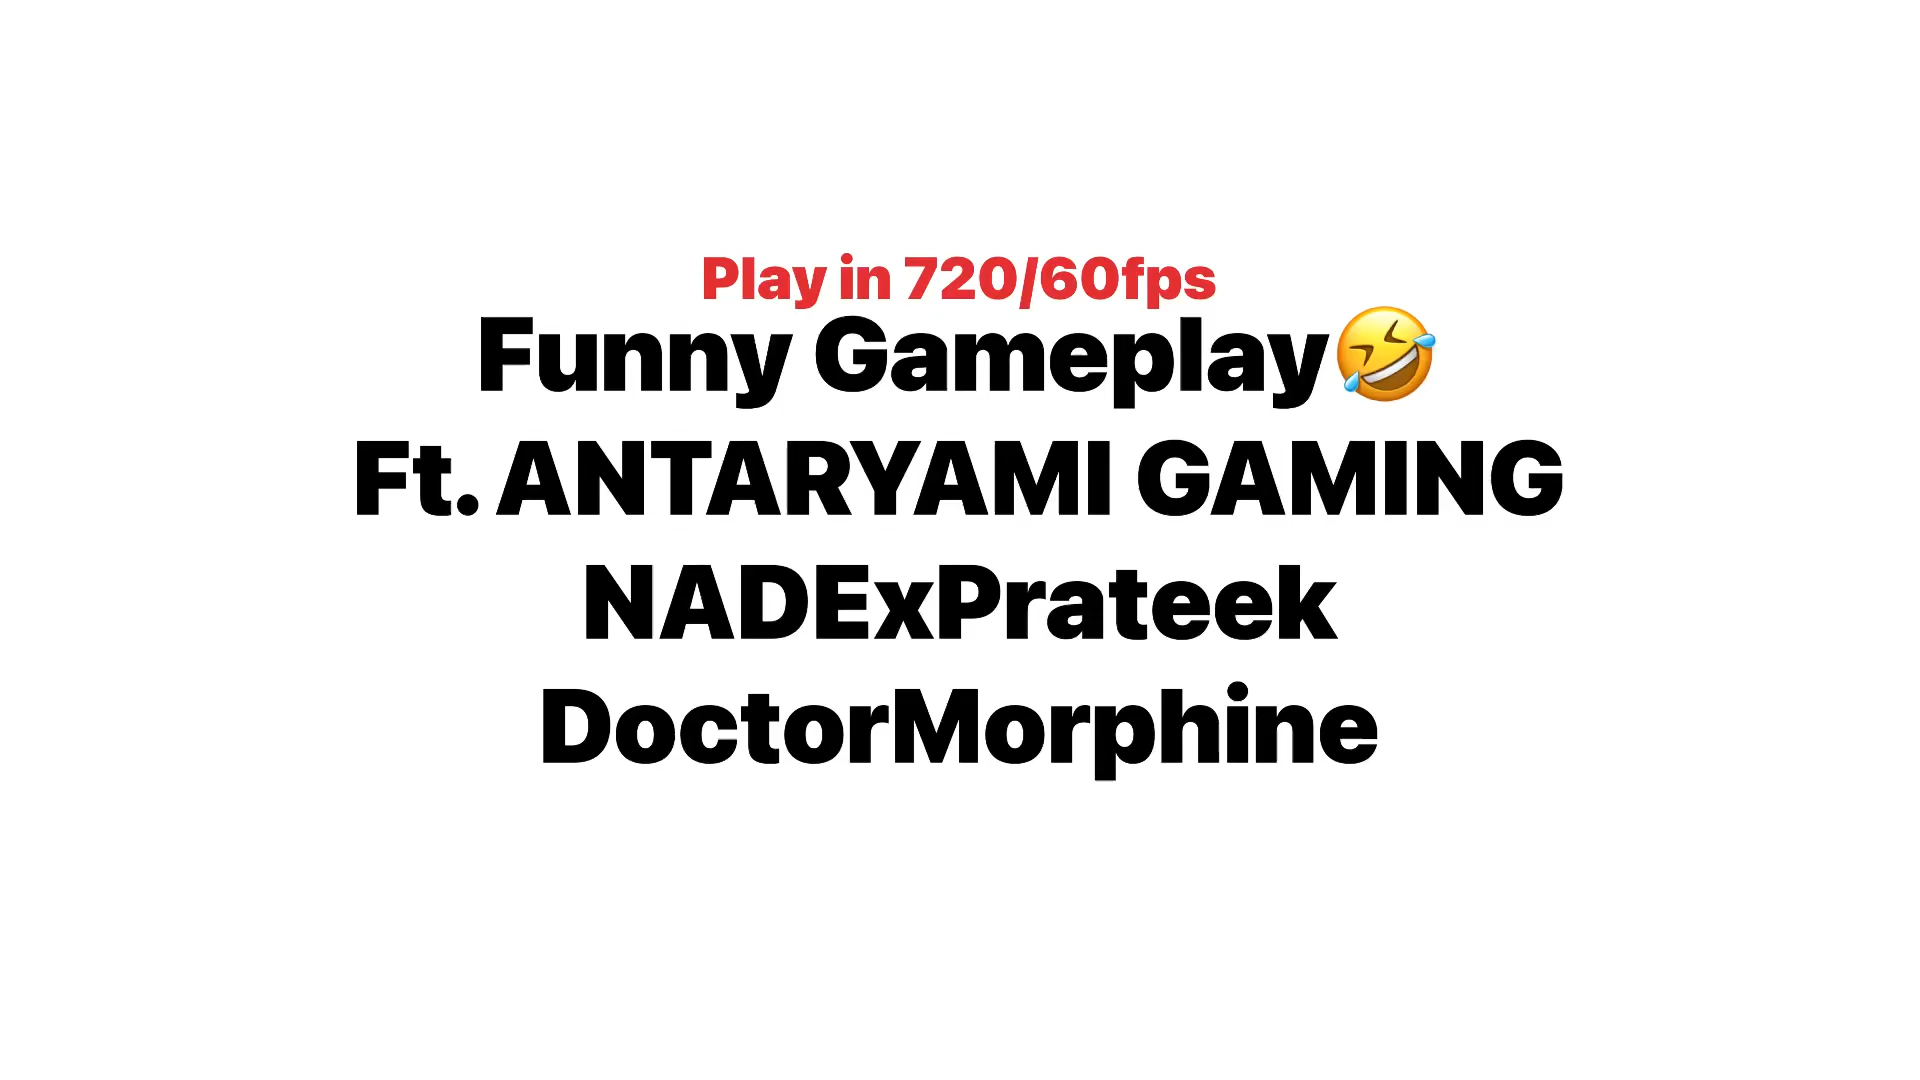 Play in 720/60fps
Funny Gameplay🤣
Ft. ANTARYAMI GAMING
NADExPrateek
DoctorMorphine